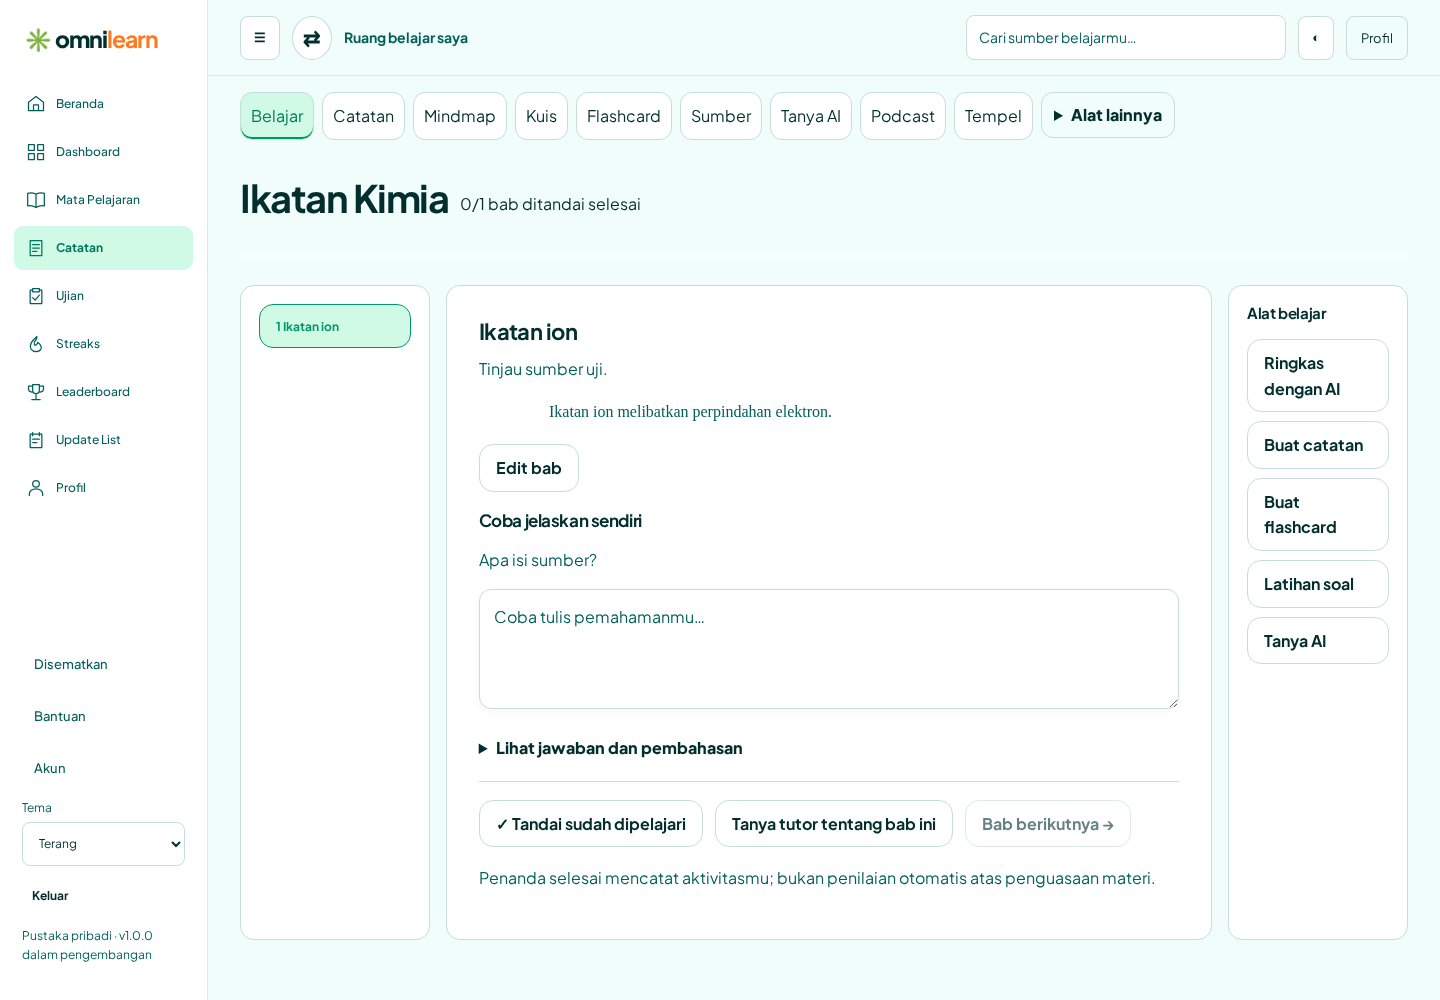 omnilearn
Beranda
Dashboard
Mata Pelajaran
Catatan
Ujian
Streaks
Leaderboard
Update List
Profil
Disematkan
Bantuan
Akun
Tema
Terang
Keluar
Pustaka pribadi · v1.0.0
dalam pengembangan
☰ ⇄ Ruang belajar saya
Cari sumber belajarmu…
Profil
Belajar Catatan Mindmap Kuis Flashcard Sumber Tanya AI Podcast Tempel ▶ Alat lainnya
Ikatan Kimia 0/1 bab ditandai selesai
1 Ikatan ion
Ikatan ion
Tinjau sumber uji.
Ikatan ion melibatkan perpindahan elektron.
Edit bab
Coba jelaskan sendiri
Apa isi sumber?
Coba tulis pemahamanmu…
▶ Lihat jawaban dan pembahasan
✓ Tandai sudah dipelajari Tanya tutor tentang bab ini Bab berikutnya →
Penanda selesai mencatat aktivitasmu; bukan penilaian otomatis atas penguasaan materi.
Alat belajar
Ringkas
dengan AI
Buat catatan
Buat
flashcard
Latihan soal
Tanya AI